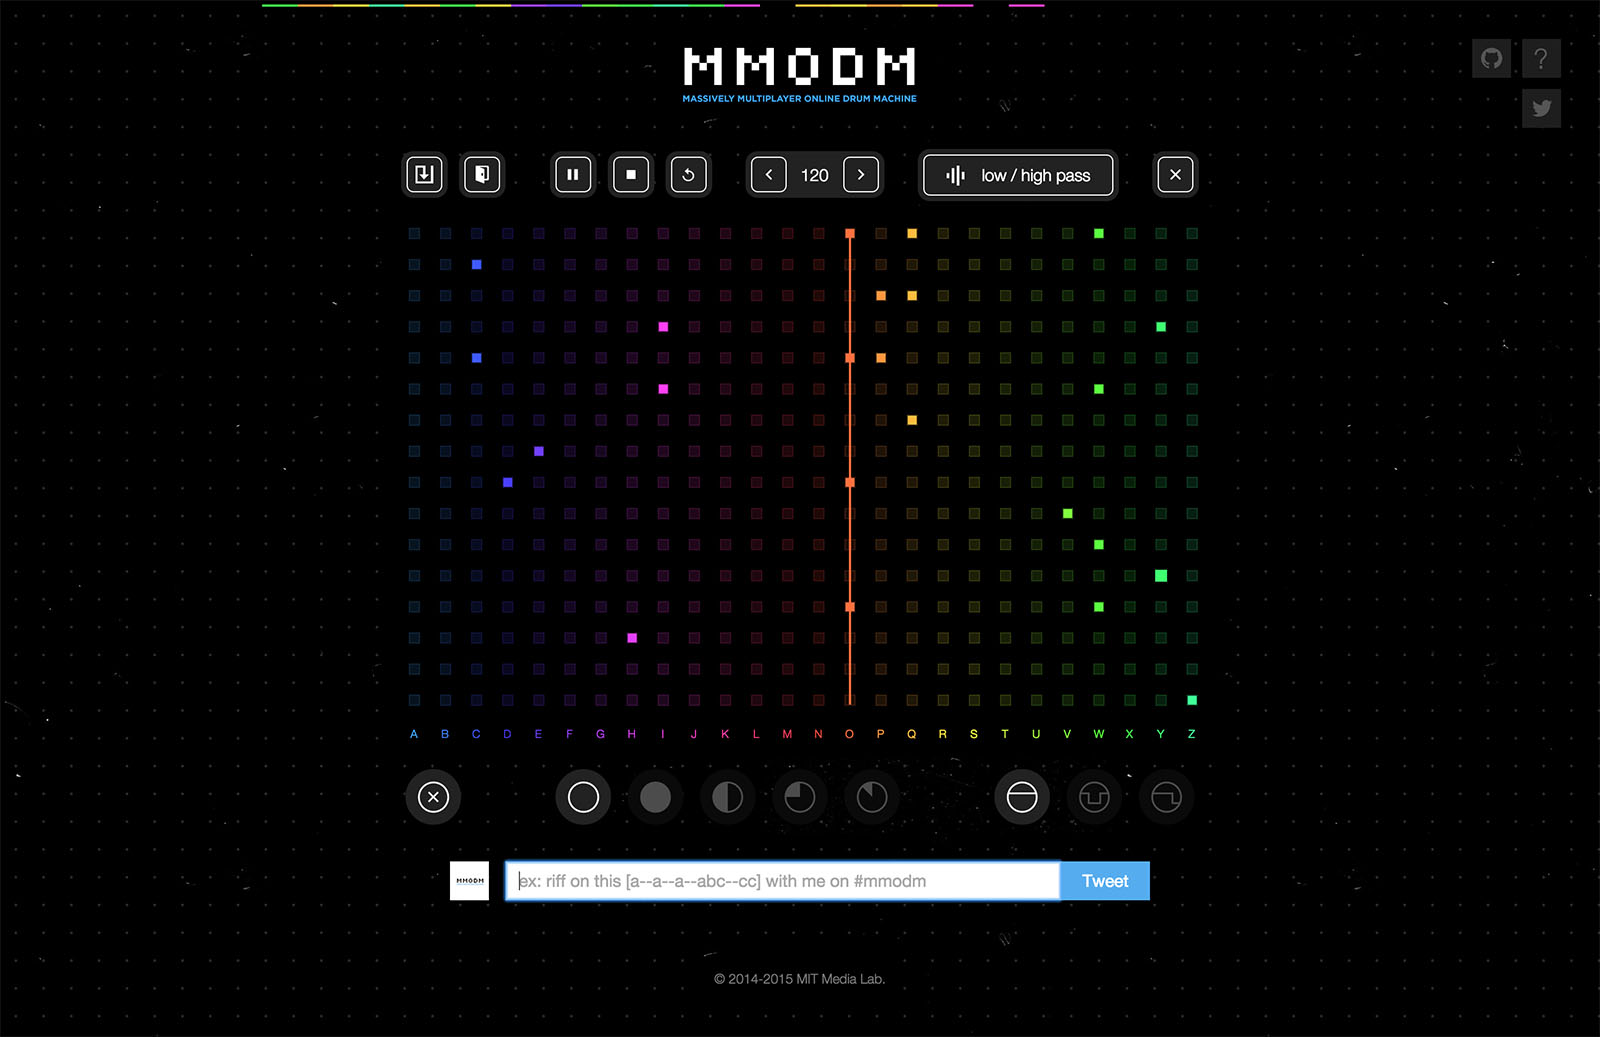 MMODM
MASSIVELY MULTIPLAYER ONLINE DRUM MACHINE
?
120
low / high pass
A B C D E F G H I J K L M N O P Q R S T U V W X Y Z
MMODM
ex: riff on this [a--a--a--abc--cc] with me on #mmodm
Tweet
© 2014-2015 MIT Media Lab.